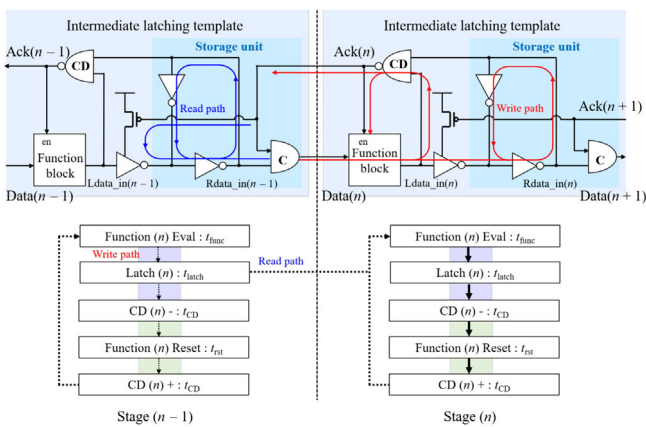 Intermediate latching template
Intermediate latching template
Ack(n – 1)
Storage unit
Ack(n)
Storage unit
CD
CD
Read path
Write path
Ack(n + 1)
en
Function
block
C
en
Function
block
C
Data(n – 1)
Ldata_in(n – 1)
Rdata_in(n – 1)
Data(n)
Ldata_in(n)
Rdata_in(n)
Data(n + 1)
Function (n) Eval : tfunc
Write path
Latch (n) : tlatch
CD (n) - : tCD
Function (n) Reset : trst
CD (n) + : tCD
Stage (n – 1)
Read path
Function (n) Eval : tfunc
Latch (n) : tlatch
CD (n) - : tCD
Function (n) Reset : trst
CD (n) + : tCD
Stage (n)